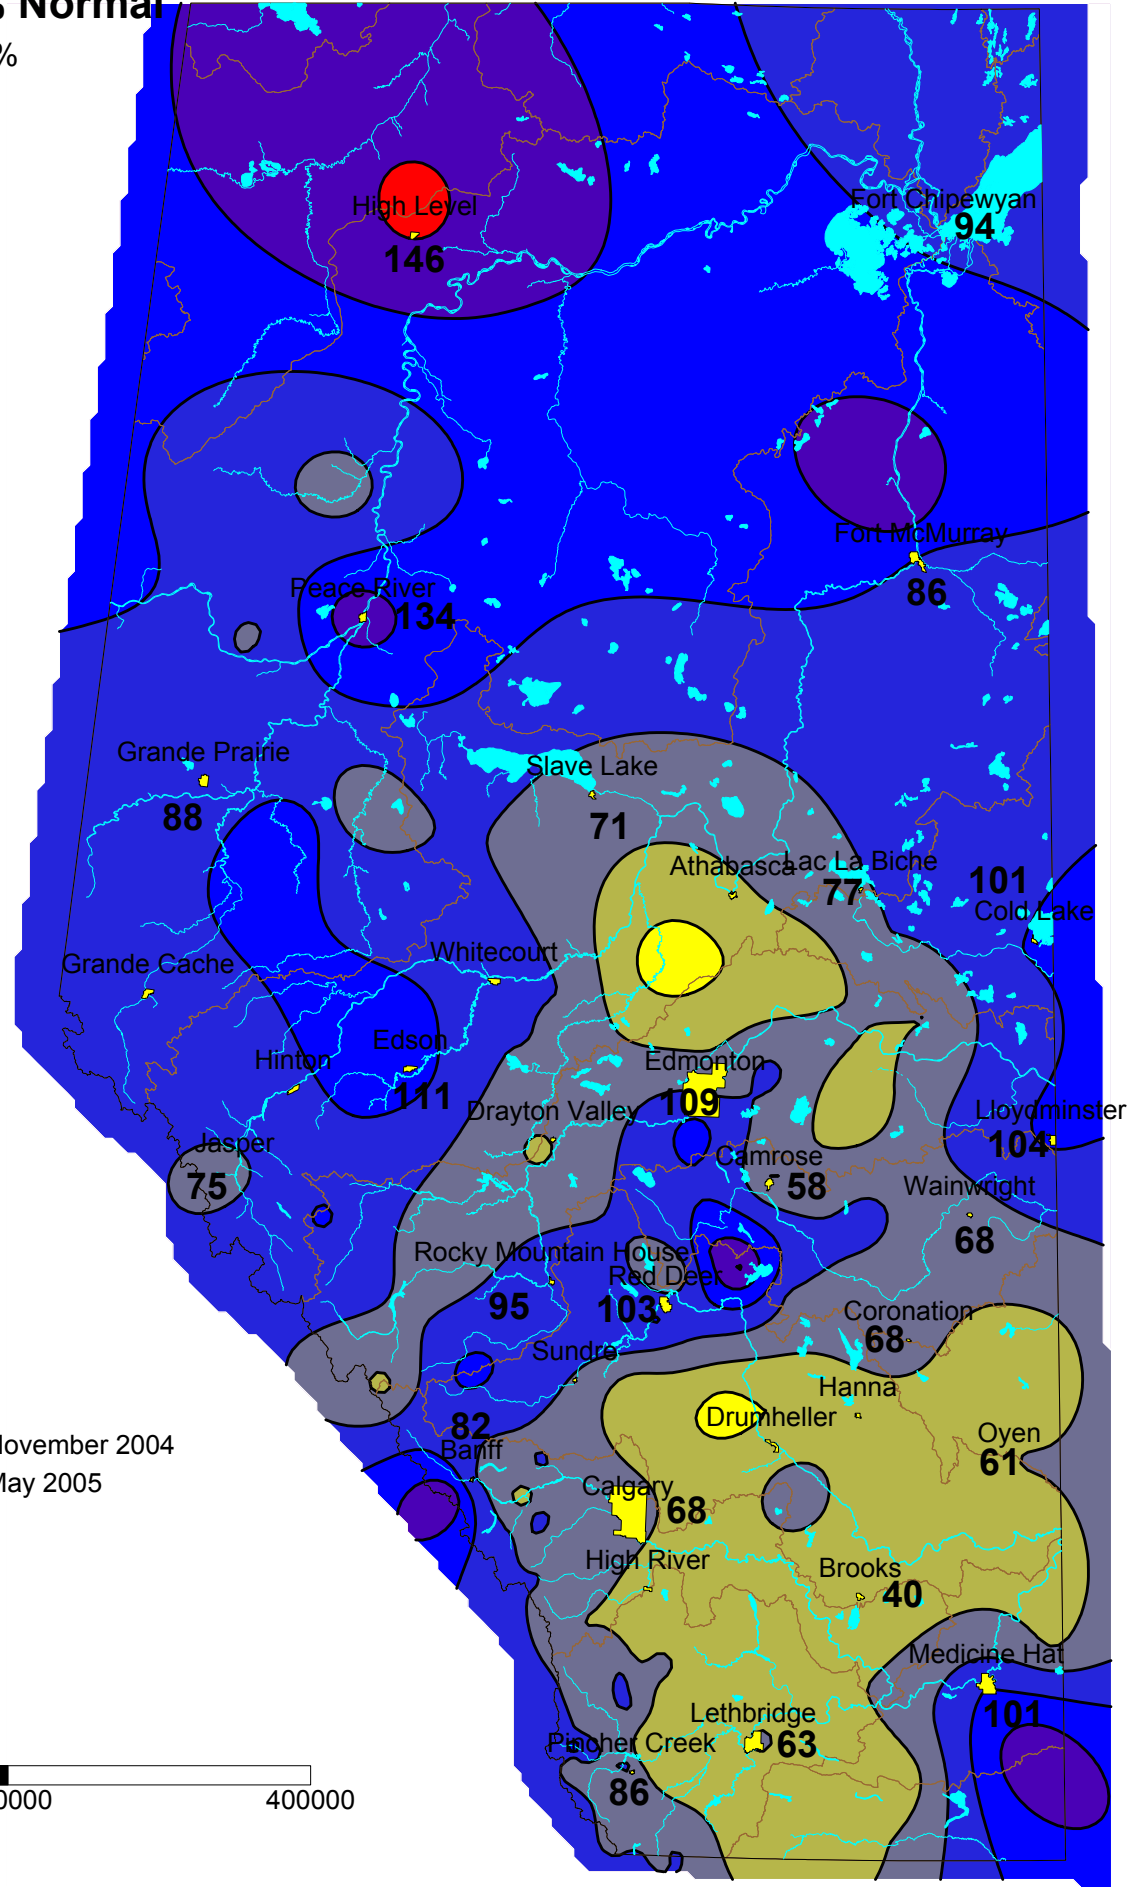 Normal
%
High Level
146
Fort Chipewyan
94
Fort McMurray
86
Peace River
134
Grande Prairie
88
Slave Lake
71
Athabasca
Lac La Biche
77
101
Cold Lake
Whitecourt
Grande Cache
Edson
111
Hinton
Edmonton
109
Drayton Valley
Lloydminster
104
Jasper
75
Camrose
58
Wainwright
68
Rocky Mountain House
95
Red Deer
103
Coronation
68
Sundre
Hanna
Drumheller
82
Banff
Oyen
61
November 2004
May 2005
Calgary
68
High River
Brooks
40
Medicine Hat
101
Lethbridge
63
Pincher Creek
86
0000
400000